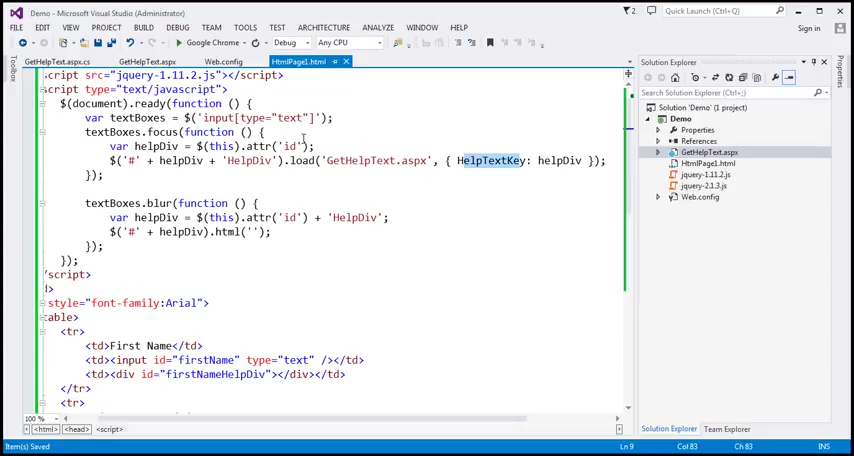 Demo - Microsoft Visual Studio (Administrator)
2
Quick Launch (Ctrl+Q)
FILE EDIT VIEW PROJECT BUILD DEBUG TEAM TOOLS TEST ARCHITECTURE ANALYZE WINDOW HELP
Sign in
Google Chrome Debug Any CPU
Toolbox
GetHelpText.aspx.cs GetHelpText.aspx Web.config HtmlPage1.html
script src="jquery-1.11.2.js"></script>
script type="text/javascript">
$(document).ready(function () {
var textBoxes = $('input[type="text"]');
textBoxes.focus(function () {
var helpDiv = $(this).attr('id');
$('#' + helpDiv + 'HelpDiv').load('GetHelpText.aspx', { HelpTextKey: helpDiv });
});
textBoxes.blur(function () {
var helpDiv = $(this).attr('id') + 'HelpDiv';
$('#' + helpDiv).html('');
});
});
/script>
d>
style="font-family:Arial">
table>
<tr>
<td>First Name</td>
<td><input id="firstName" type="text" /></td>
<td><div id="firstNameHelpDiv"></div></td>
</tr>
<tr>
100 %
<html> <head> <script>
Solution Explorer
Search Solution Explorer (Ctrl+;)
Solution 'Demo' (1 project)
Demo
Properties
References
GetHelpText.aspx
HtmlPage1.html
jquery-1.11.2.js
jquery-2.1.3.js
Web.config
Solution Explorer Team Explorer
Properties
Item(s) Saved
Ln 9 Col 83 Ch 83 INS